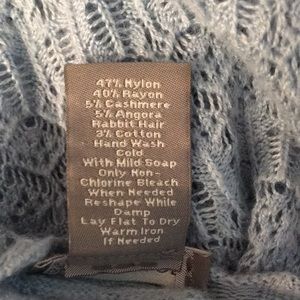 47% Nylon
40% Rayon
5% Cashmere
5% Angora
Rabbit Hair
3% Cotton
Hand Wash
Cold
With Mild Soap
Only Non-
Chlorine Bleach
When Needed
Reshape While
Damp
Lay Flat To Dry
Warm Iron
If Needed